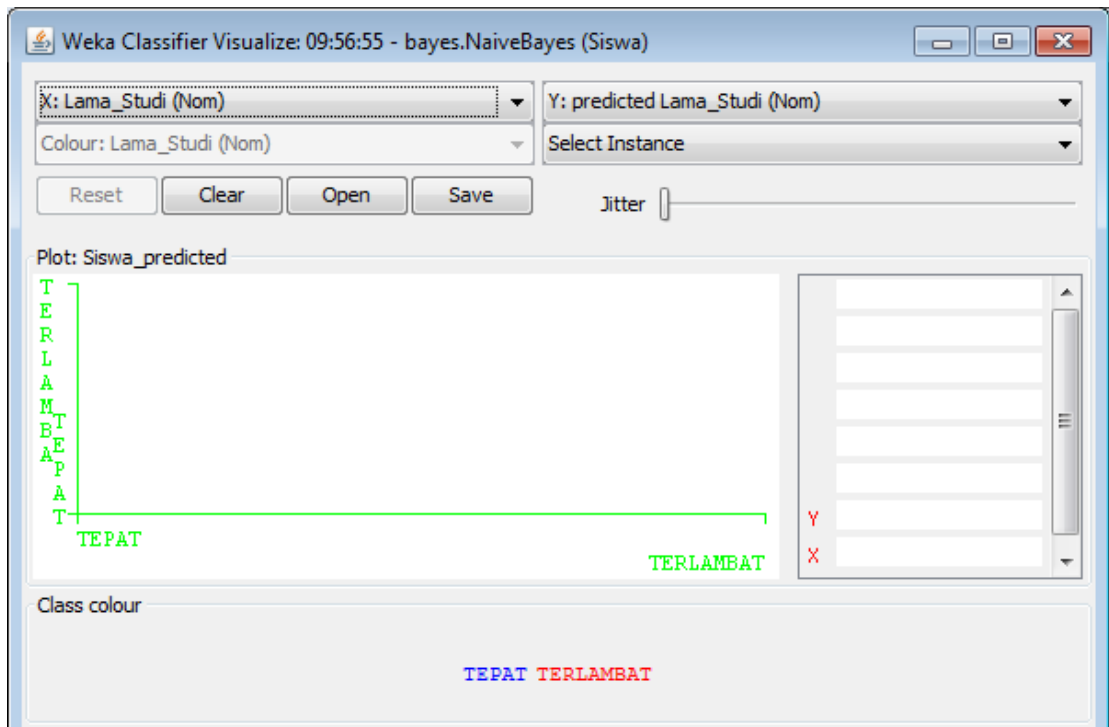 Weka Classifier Visualize: 09:56:55 - bayes.NaiveBayes (Siswa)
X: Lama_Studi (Nom)
Y: predicted Lama_Studi (Nom)
Colour: Lama_Studi (Nom)
Select Instance
Reset
Clear
Open
Save
Jitter
Plot: Siswa_predicted
TERLAMBAT
TEPAT
TEPAT
TERLAMBAT
Y
X
Class colour
TEPAT TERLAMBAT